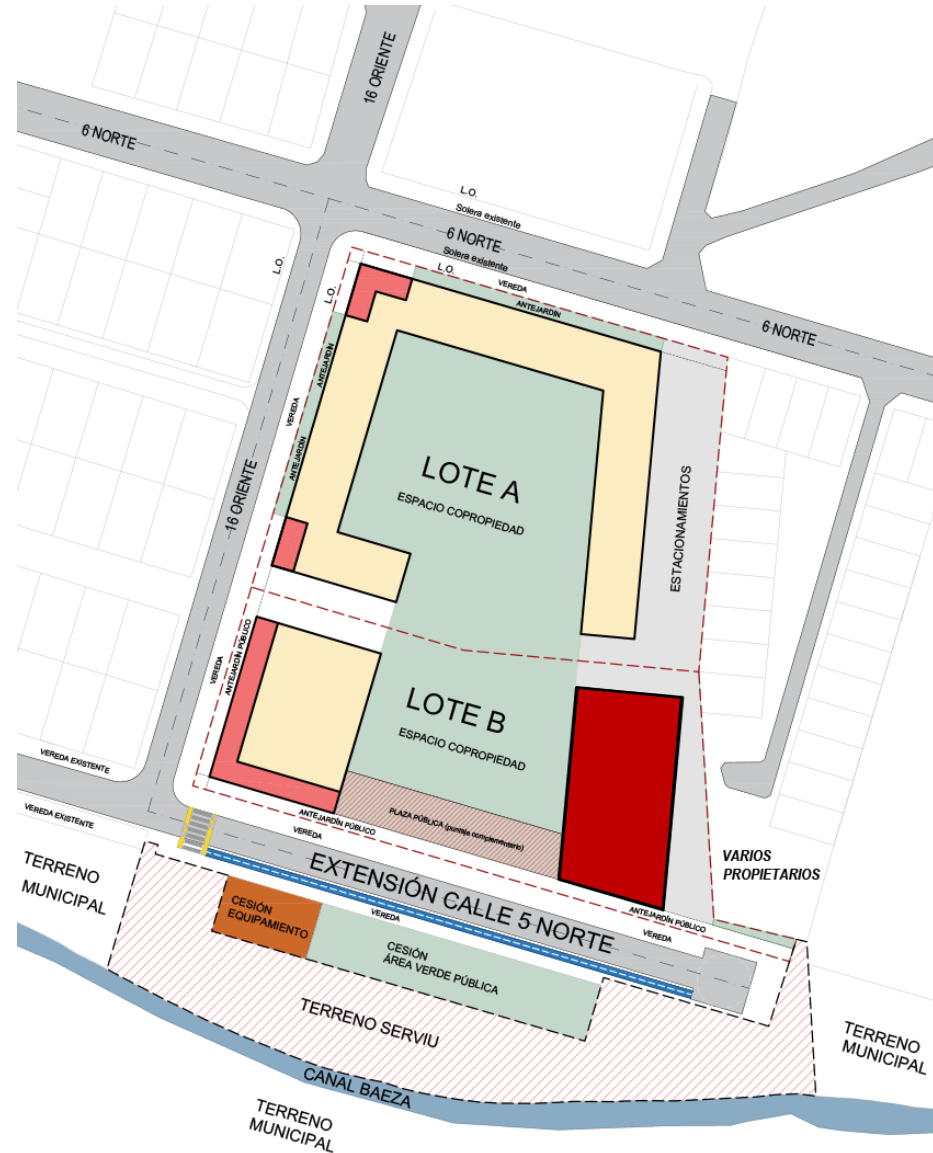 16 ORIENTE
6 NORTE
L.O.
Solera existente
6 NORTE
Solera existente
L.O.
L.O.
VEREDA
L.O.
ANTEJARDÍN
6 NORTE
ANTEJARDÍN
VEREDA
ANTEJARDÍN
16 ORIENTE
LOTE A
ESPACIO COPROPIEDAD
ESTACIONAMIENTOS
ANTEJARDÍN PÚBLICO
VEREDA
LOTE B
ESPACIO COPROPIEDAD
VEREDA EXISTENTE
VEREDA EXISTENTE
PLAZA PÚBLICA (puntaje complementario)
ANTEJARDÍN PÚBLICO
VEREDA
VARIOS
PROPIETARIOS
TERRENO
MUNICIPAL
EXTENSIÓN CALLE 5 NORTE
ANTEJARDÍN PÚBLICO
VEREDA
CESIÓN
EQUIPAMIENTO
VEREDA
CESIÓN
ÁREA VERDE PÚBLICA
TERRENO SERVIU
TERRENO
MUNICIPAL
CANAL BAEZA
TERRENO
MUNICIPAL